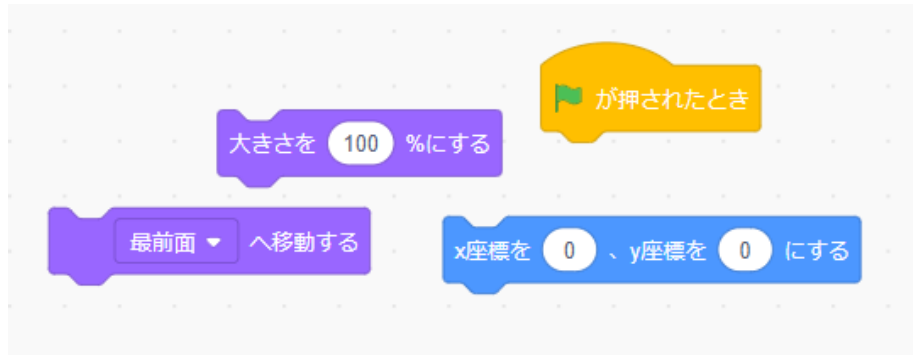 が押されたとき
大きさを 100 %にする
最前面 へ移動する
x座標を 0 、y座標を 0 にする